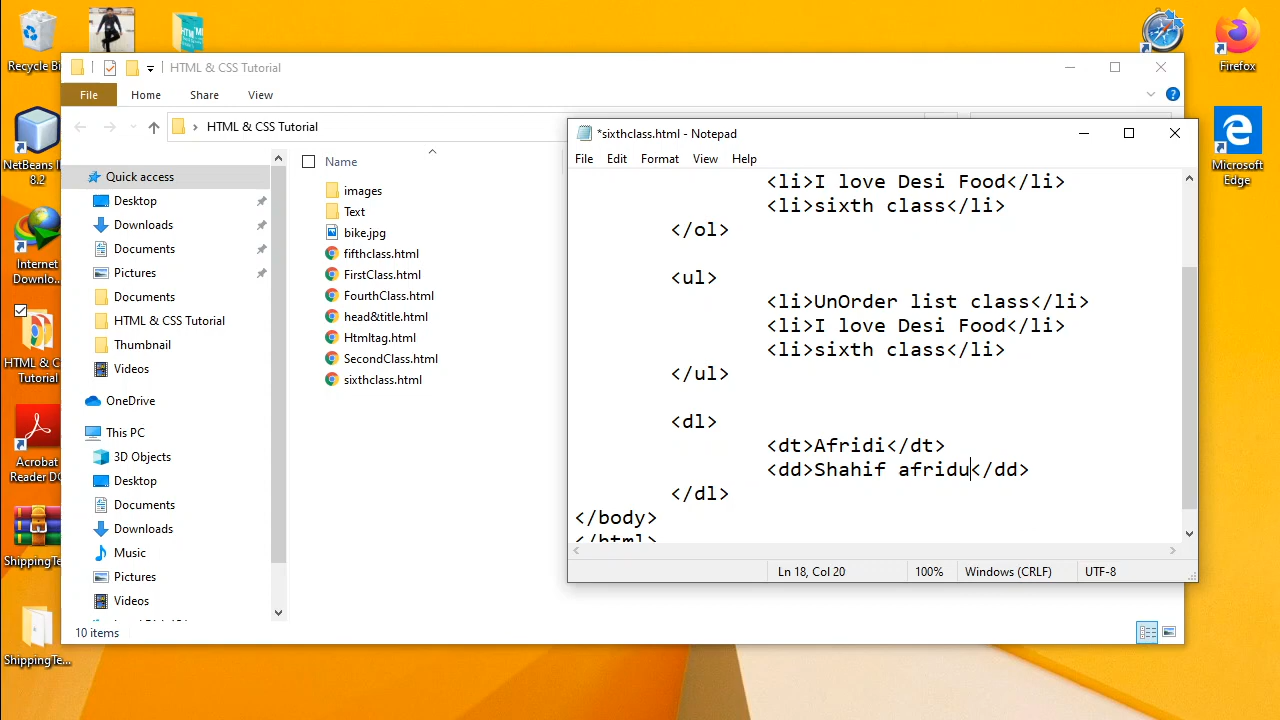 Recycle Bi
HTML & CSS Tutorial
Firefox
File
Home
Share
View
HTML & CSS Tutorial
NetBeans I
8.2
Microsoft
Edge
Internet
Downlo...
HTML & C
Tutorial
Acrobat
Reader DC
ShippingTe
ShippingTe...
Quick access
Desktop
Downloads
Documents
Pictures
Documents
HTML & CSS Tutorial
Thumbnail
Videos
OneDrive
This PC
3D Objects
Desktop
Documents
Downloads
Music
Pictures
Videos
10 items
Name
images
Text
bike.jpg
fifthclass.html
FirstClass.html
FourthClass.html
head&title.html
Htmltag.html
SecondClass.html
sixthclass.html
*sixthclass.html - Notepad
File
Edit
Format
View
Help
<li>I love Desi Food</li>
<li>sixth class</li>
</ol>
<ul>
<li>UnOrder list class</li>
<li>I love Desi Food</li>
<li>sixth class</li>
</ul>
<dl>
<dt>Afridi</dt>
<dd>Shahif afridu</dd>
</dl>
</body>
</html>
Ln 18, Col 20
100%
Windows (CRLF)
UTF-8